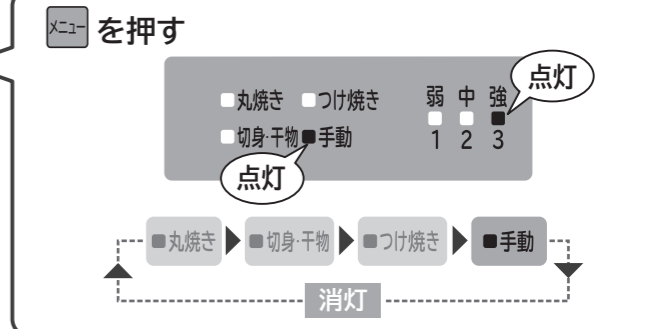 メニュー を押す
点灯
丸焼き つけ焼き 弱 中 強
切身・干物 手動 1 2 3
点灯
丸焼き 切身・干物 つけ焼き 手動
消灯